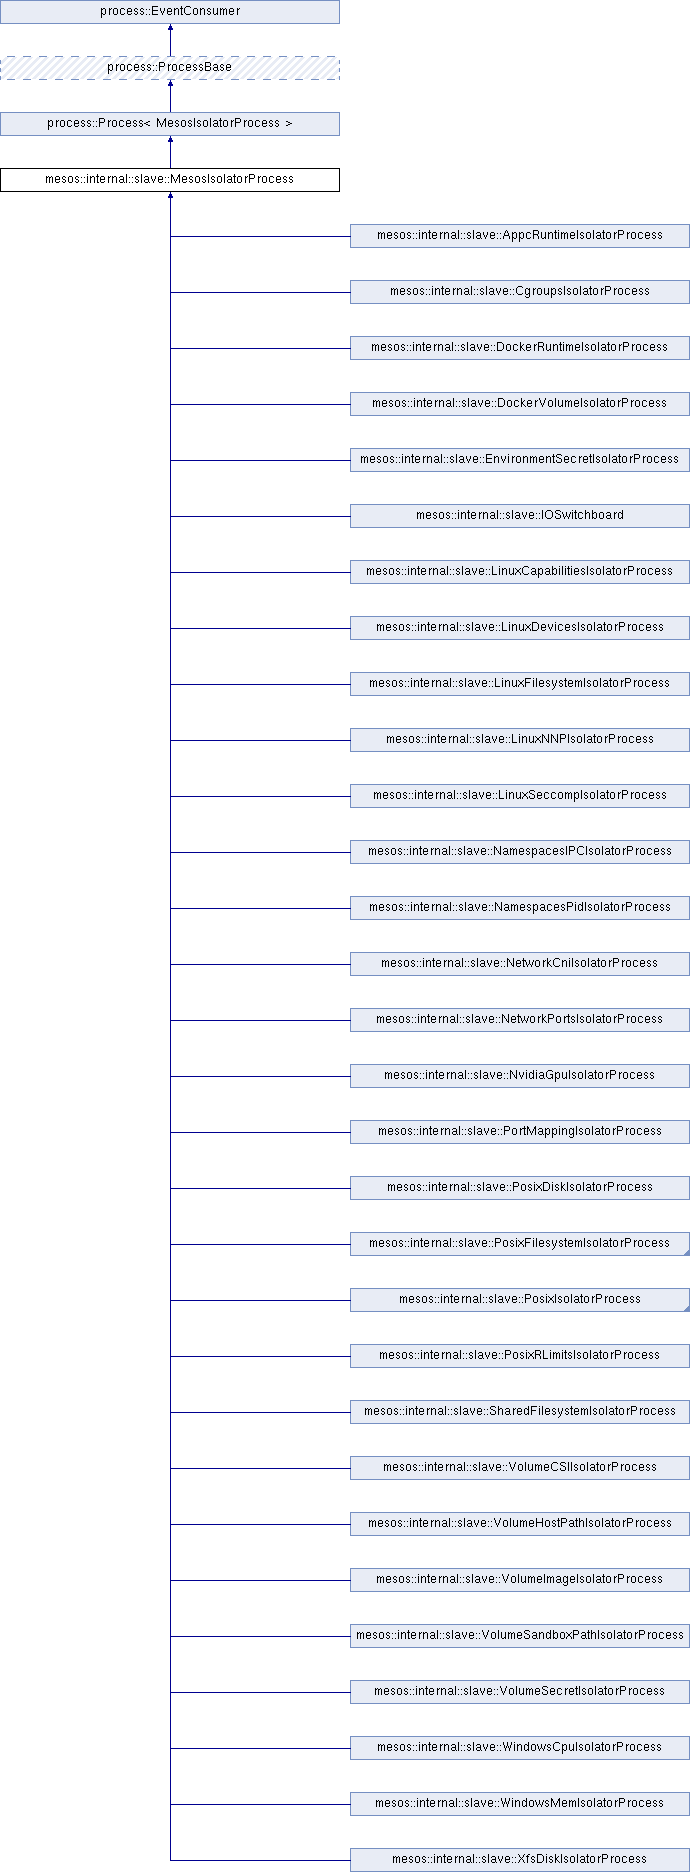 process::EventConsumer
process::ProcessBase
process::Process< MesosIsolatorProcess >
mesos::internal::slave::MesosIsolatorProcess
mesos::internal::slave::AppcRuntimeIsolatorProcess
mesos::internal::slave::CgroupsIsolatorProcess
mesos::internal::slave::DockerRuntimeIsolatorProcess
mesos::internal::slave::DockerVolumeIsolatorProcess
mesos::internal::slave::EnvironmentSecretIsolatorProcess
mesos::internal::slave::IOSwitchboard
mesos::internal::slave::LinuxCapabilitiesIsolatorProcess
mesos::internal::slave::LinuxDevicesIsolatorProcess
mesos::internal::slave::LinuxFilesystemIsolatorProcess
mesos::internal::slave::LinuxNNPIsolatorProcess
mesos::internal::slave::LinuxSeccompIsolatorProcess
mesos::internal::slave::NamespacesIPCIsolatorProcess
mesos::internal::slave::NamespacesPidIsolatorProcess
mesos::internal::slave::NetworkCniIsolatorProcess
mesos::internal::slave::NetworkPortsIsolatorProcess
mesos::internal::slave::NvidiaGpuIsolatorProcess
mesos::internal::slave::PortMappingIsolatorProcess
mesos::internal::slave::PosixDiskIsolatorProcess
mesos::internal::slave::PosixFilesystemIsolatorProcess
mesos::internal::slave::PosixIsolatorProcess
mesos::internal::slave::PosixRLimitsIsolatorProcess
mesos::internal::slave::SharedFilesystemIsolatorProcess
mesos::internal::slave::VolumeCSIIsolatorProcess
mesos::internal::slave::VolumeHostPathIsolatorProcess
mesos::internal::slave::VolumeImageIsolatorProcess
mesos::internal::slave::VolumeSandboxPathIsolatorProcess
mesos::internal::slave::VolumeSecretIsolatorProcess
mesos::internal::slave::WindowsCpuIsolatorProcess
mesos::internal::slave::WindowsMemIsolatorProcess
mesos::internal::slave::XfsDiskIsolatorProcess